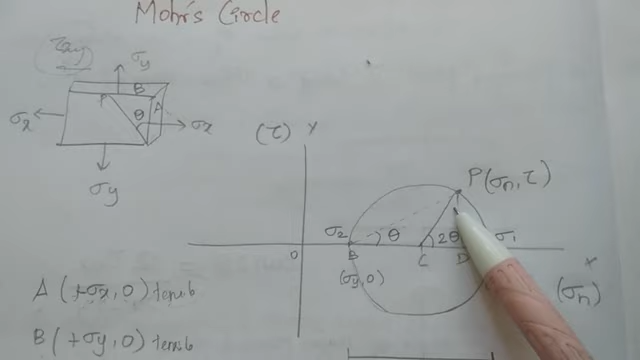 Mohr's Circle
τxy
σy
B
F
A
θ
σx
σx
σy
(τ)
Y
P(σn, τ)
σ2
θ
2θ
σ1
O
B
C
D
X
(σy, 0)
(σn)
A (+σx, 0) tensile
B (+σy, 0) tensile